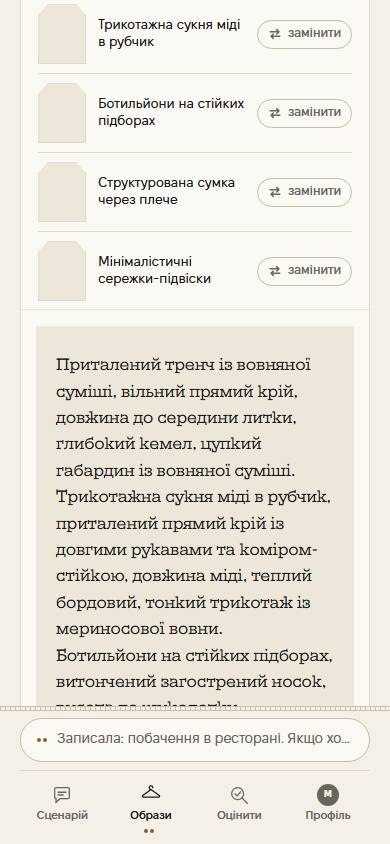 Трикотажна сукня міді
в рубчик
замінити
Ботильйони на стійких
підборах
замінити
Структурована сумка
через плече
замінити
Мінімалістичні
сережки-підвіски
замінити
Приталений тренч із вовняної
суміші, вільний прямий крій,
довжина до середини литки,
глибокий кемел, цупкий
габардин із вовняної суміші.
Трикотажна сукня міді в рубчик,
приталений прямий крій із
довгими рукавами та коміром-
стійкою, довжина міді, теплий
бордовий, тонкий трикотаж із
мериносової вовни.
Ботильйони на стійких підборах,
витончений загострений носок,
Записала: побачення в ресторані. Якщо хо...
Сценарій
Образи
Оцінити
М
Профіль